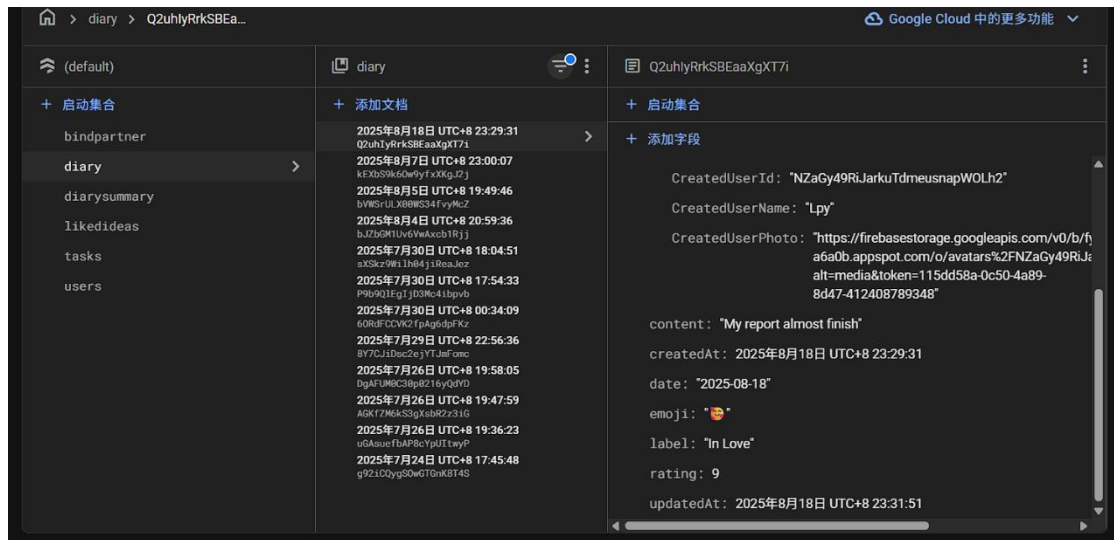 diary > Q2uhIyRrkSBEa...
Google Cloud 中的更多功能
(default)
启动集合
bindpartner
diary
diarysummary
likedideas
tasks
users
diary
添加文档
2025年8月18日 UTC+8 23:29:31
Q2uhIyRrkSBEaaXgXT7i
2025年8月7日 UTC+8 23:00:07
kEXbS9k6Ow9yfxXKgJ2j
2025年8月5日 UTC+8 19:49:46
bVWSrULX00WS34fvyMcZ
2025年8月4日 UTC+8 20:59:36
bJZbGM1Uv6VwAxcb1Rjj
2025年7月30日 UTC+8 18:04:51
sXSkz9Wilh04jiReaJez
2025年7月30日 UTC+8 17:54:33
P9b9QlEgIjD3Mc4ibpvb
2025年7月30日 UTC+8 00:34:09
6ORdFCCVK2fpAg6dpFKz
2025年7月29日 UTC+8 22:56:36
8Y7CJiDsc2ejYTJmFomc
2025年7月26日 UTC+8 19:58:05
DgAFUM0C30p0216yQdYD
2025年7月26日 UTC+8 19:47:59
AGKfZM6kS3gXsbR2z3iG
2025年7月26日 UTC+8 19:36:23
uGAsuefbAP8cYpUItwyP
2025年7月24日 UTC+8 17:45:48
g92iCQygSOwGTGnK8T4S
Q2uhIyRrkSBEaaXgXT7i
启动集合
添加字段
CreatedUserId: "NZaGy49RiJarkuTdmeusnapWOLh2"
CreatedUserName: "Lpy"
CreatedUserPhoto: "https://firebasestorage.googleapis.com/v0/b/fy
a6a0b.appspot.com/o/avatars%2FNZaGy49RiJa
alt=media&token=115dd58a-0c50-4a89-
8d47-412408789348"
content: "My report almost finish"
createdAt: 2025年8月18日 UTC+8 23:29:31
date: "2025-08-18"
emoji: "🥰"
label: "In Love"
rating: 9
updatedAt: 2025年8月18日 UTC+8 23:31:51